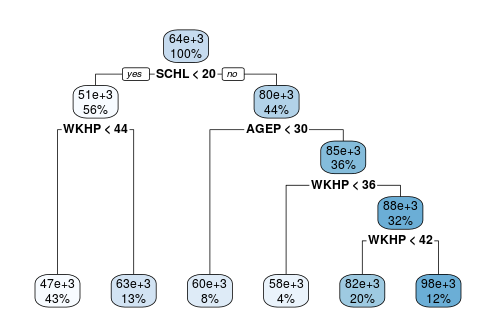 64e+3
100%
yes SCHL < 20 no
51e+3
56%
80e+3
44%
WKHP < 44
AGEP < 30
85e+3
36%
WKHP < 36
88e+3
32%
WKHP < 42
47e+3
43%
63e+3
13%
60e+3
8%
58e+3
4%
82e+3
20%
98e+3
12%